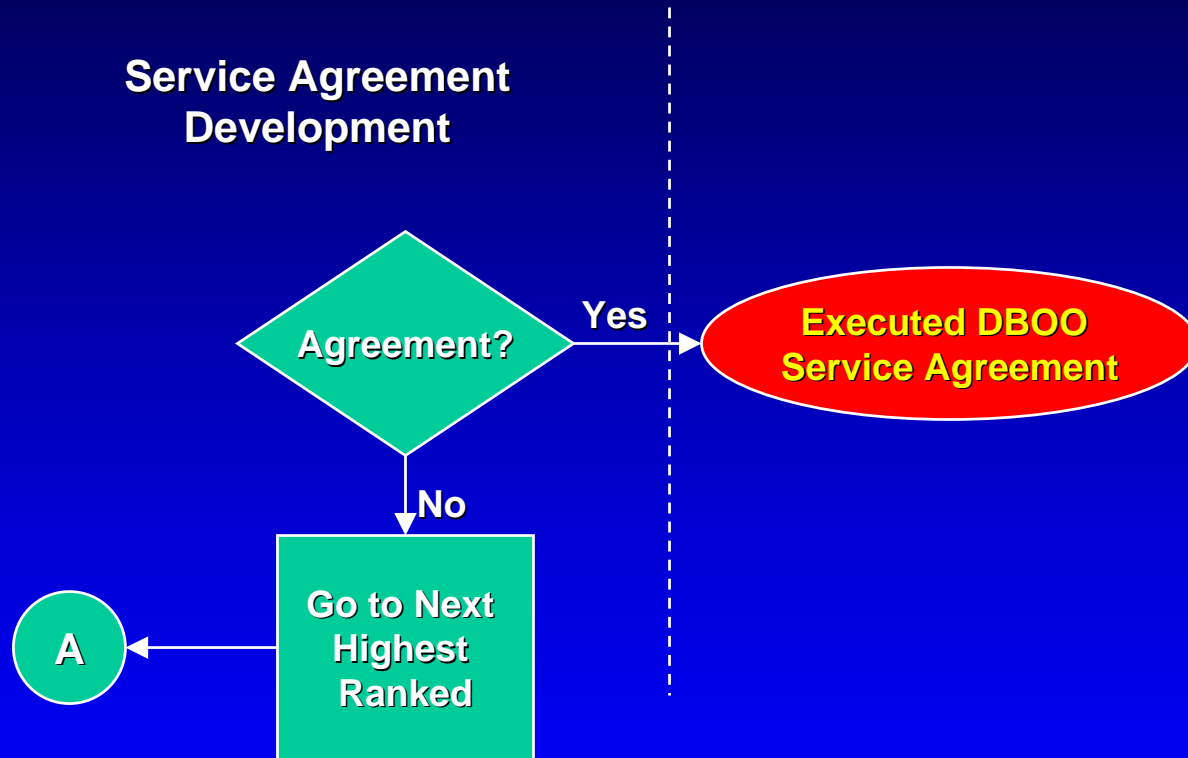 Service Agreement
Development
Agreement?
Yes
Executed DBOO
Service Agreement
No
Go to Next
Highest
Ranked
A